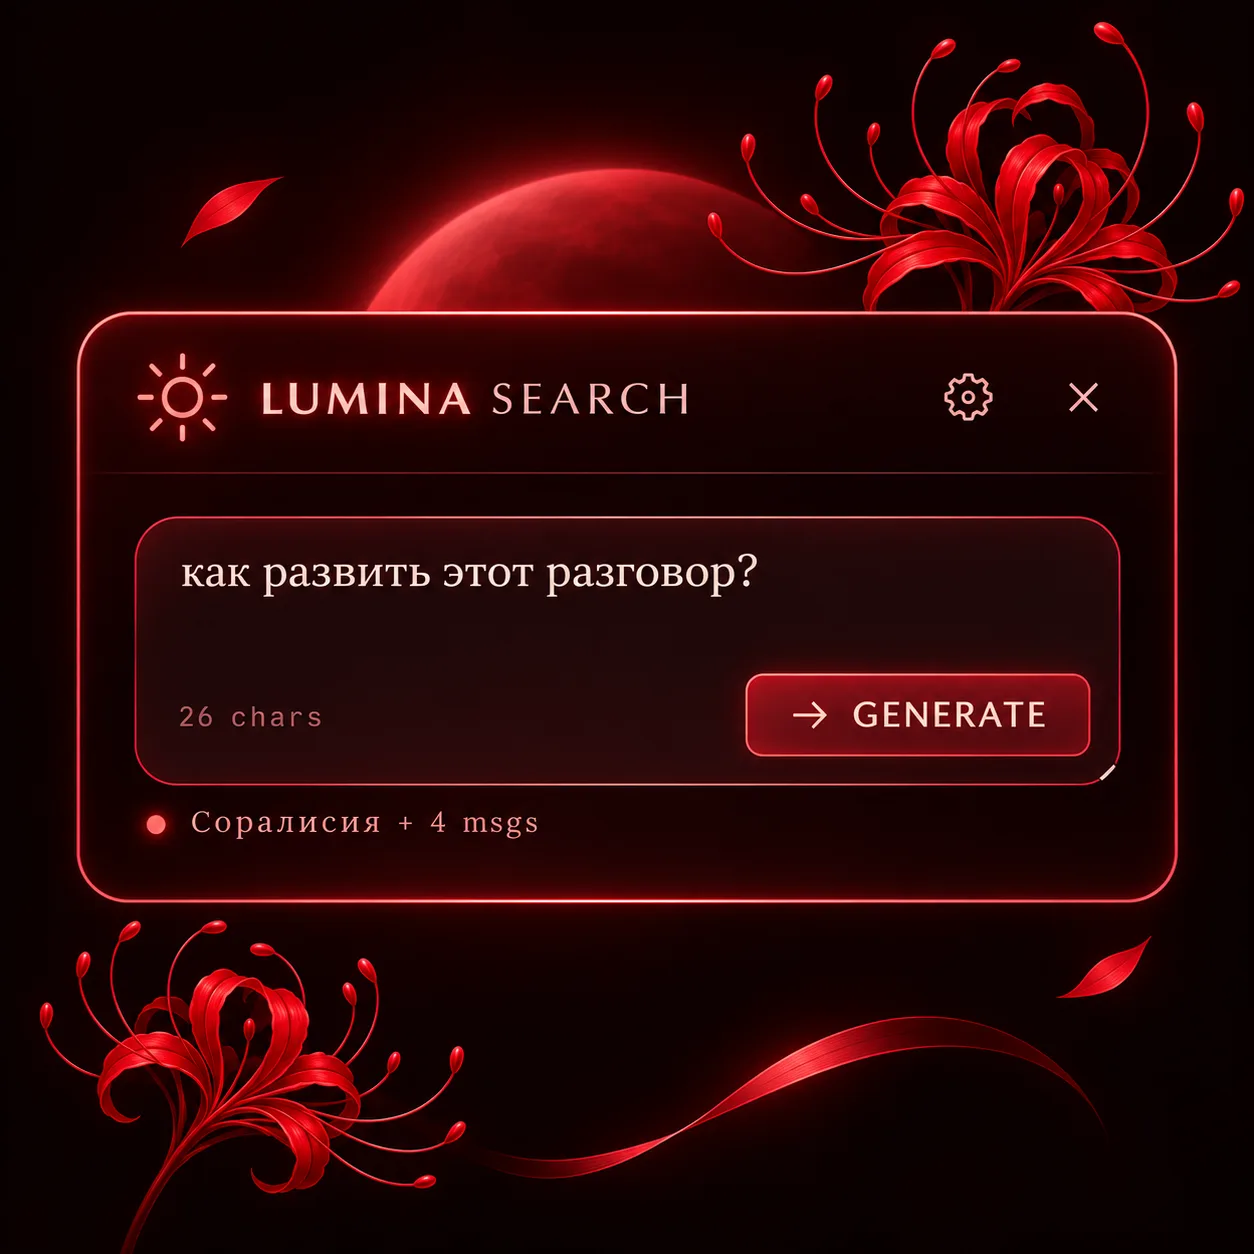 LUMINA SEARCH
как развить этот разговор?
26 chars
→ GENERATE
Соралисия + 4 msgs